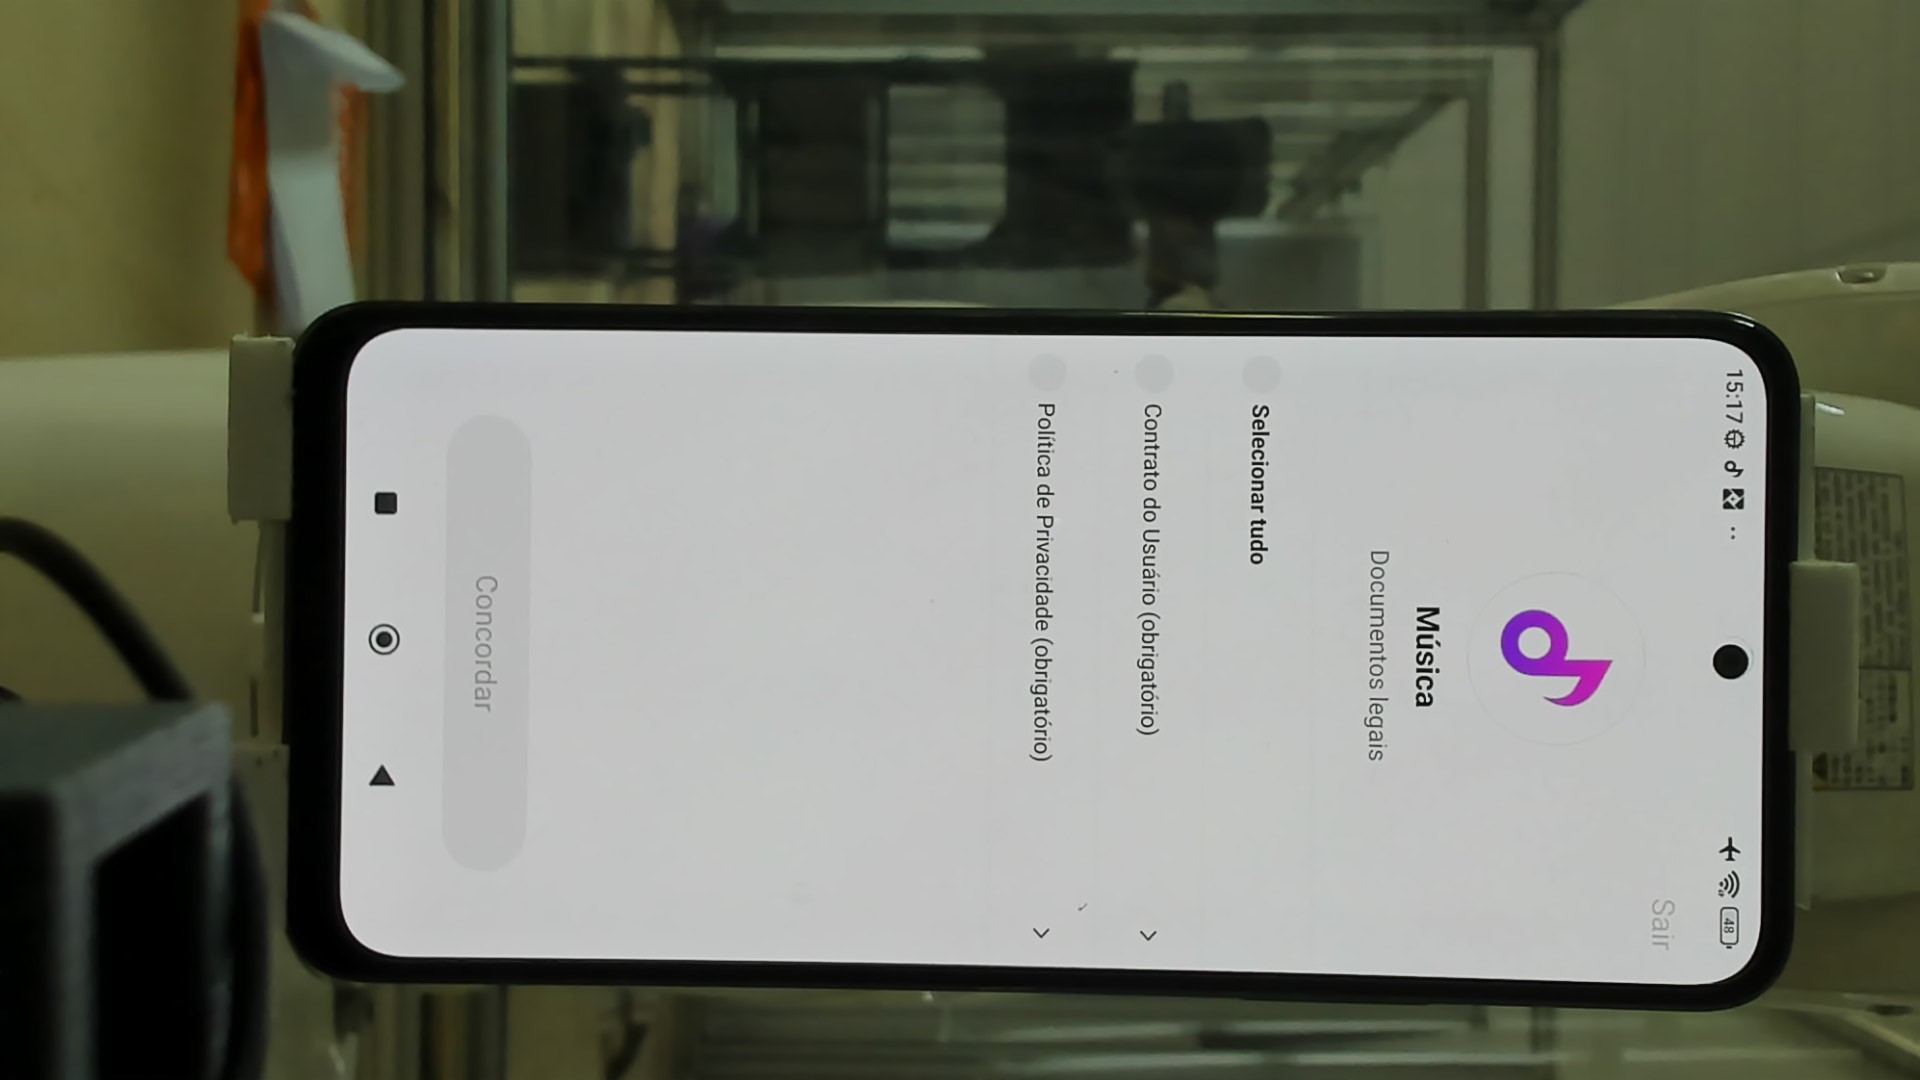 15:17
48
Sair
Música
Documentos legais
Selecionar tudo
Contrato do Usuário (obrigatório)
Política de Privacidade (obrigatório)
Concordar